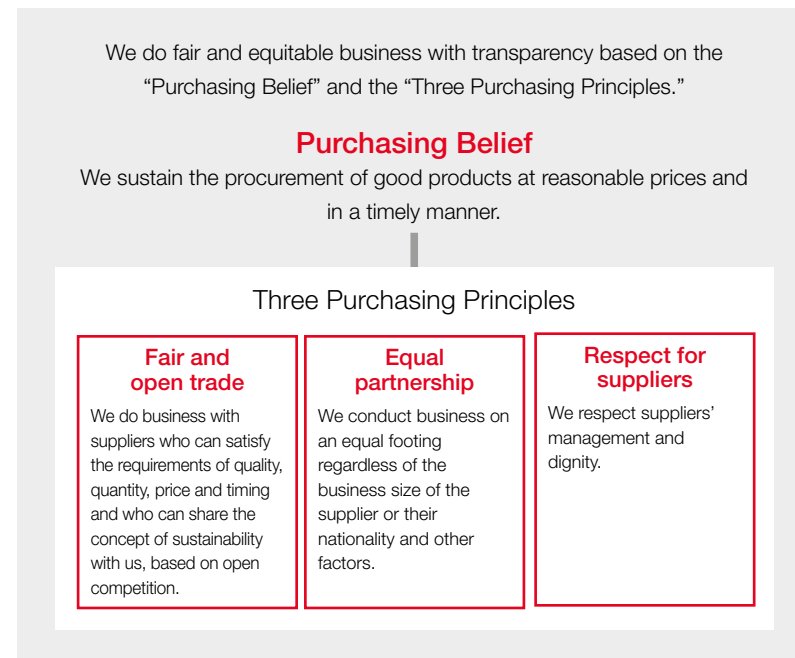 We do fair and equitable business with transparency based on the
“Purchasing Belief” and the “Three Purchasing Principles.”
Purchasing Belief
We sustain the procurement of good products at reasonable prices and
in a timely manner.
Three Purchasing Principles
Fair and
open trade
We do business with
suppliers who can satisfy
the requirements of quality,
quantity, price and timing
and who can share the
concept of sustainability
with us, based on open
competition.
Equal
partnership
We conduct business on
an equal footing
regardless of the
business size of the
supplier or their
nationality and other
factors.
Respect for
suppliers
We respect suppliers’
management and
dignity.